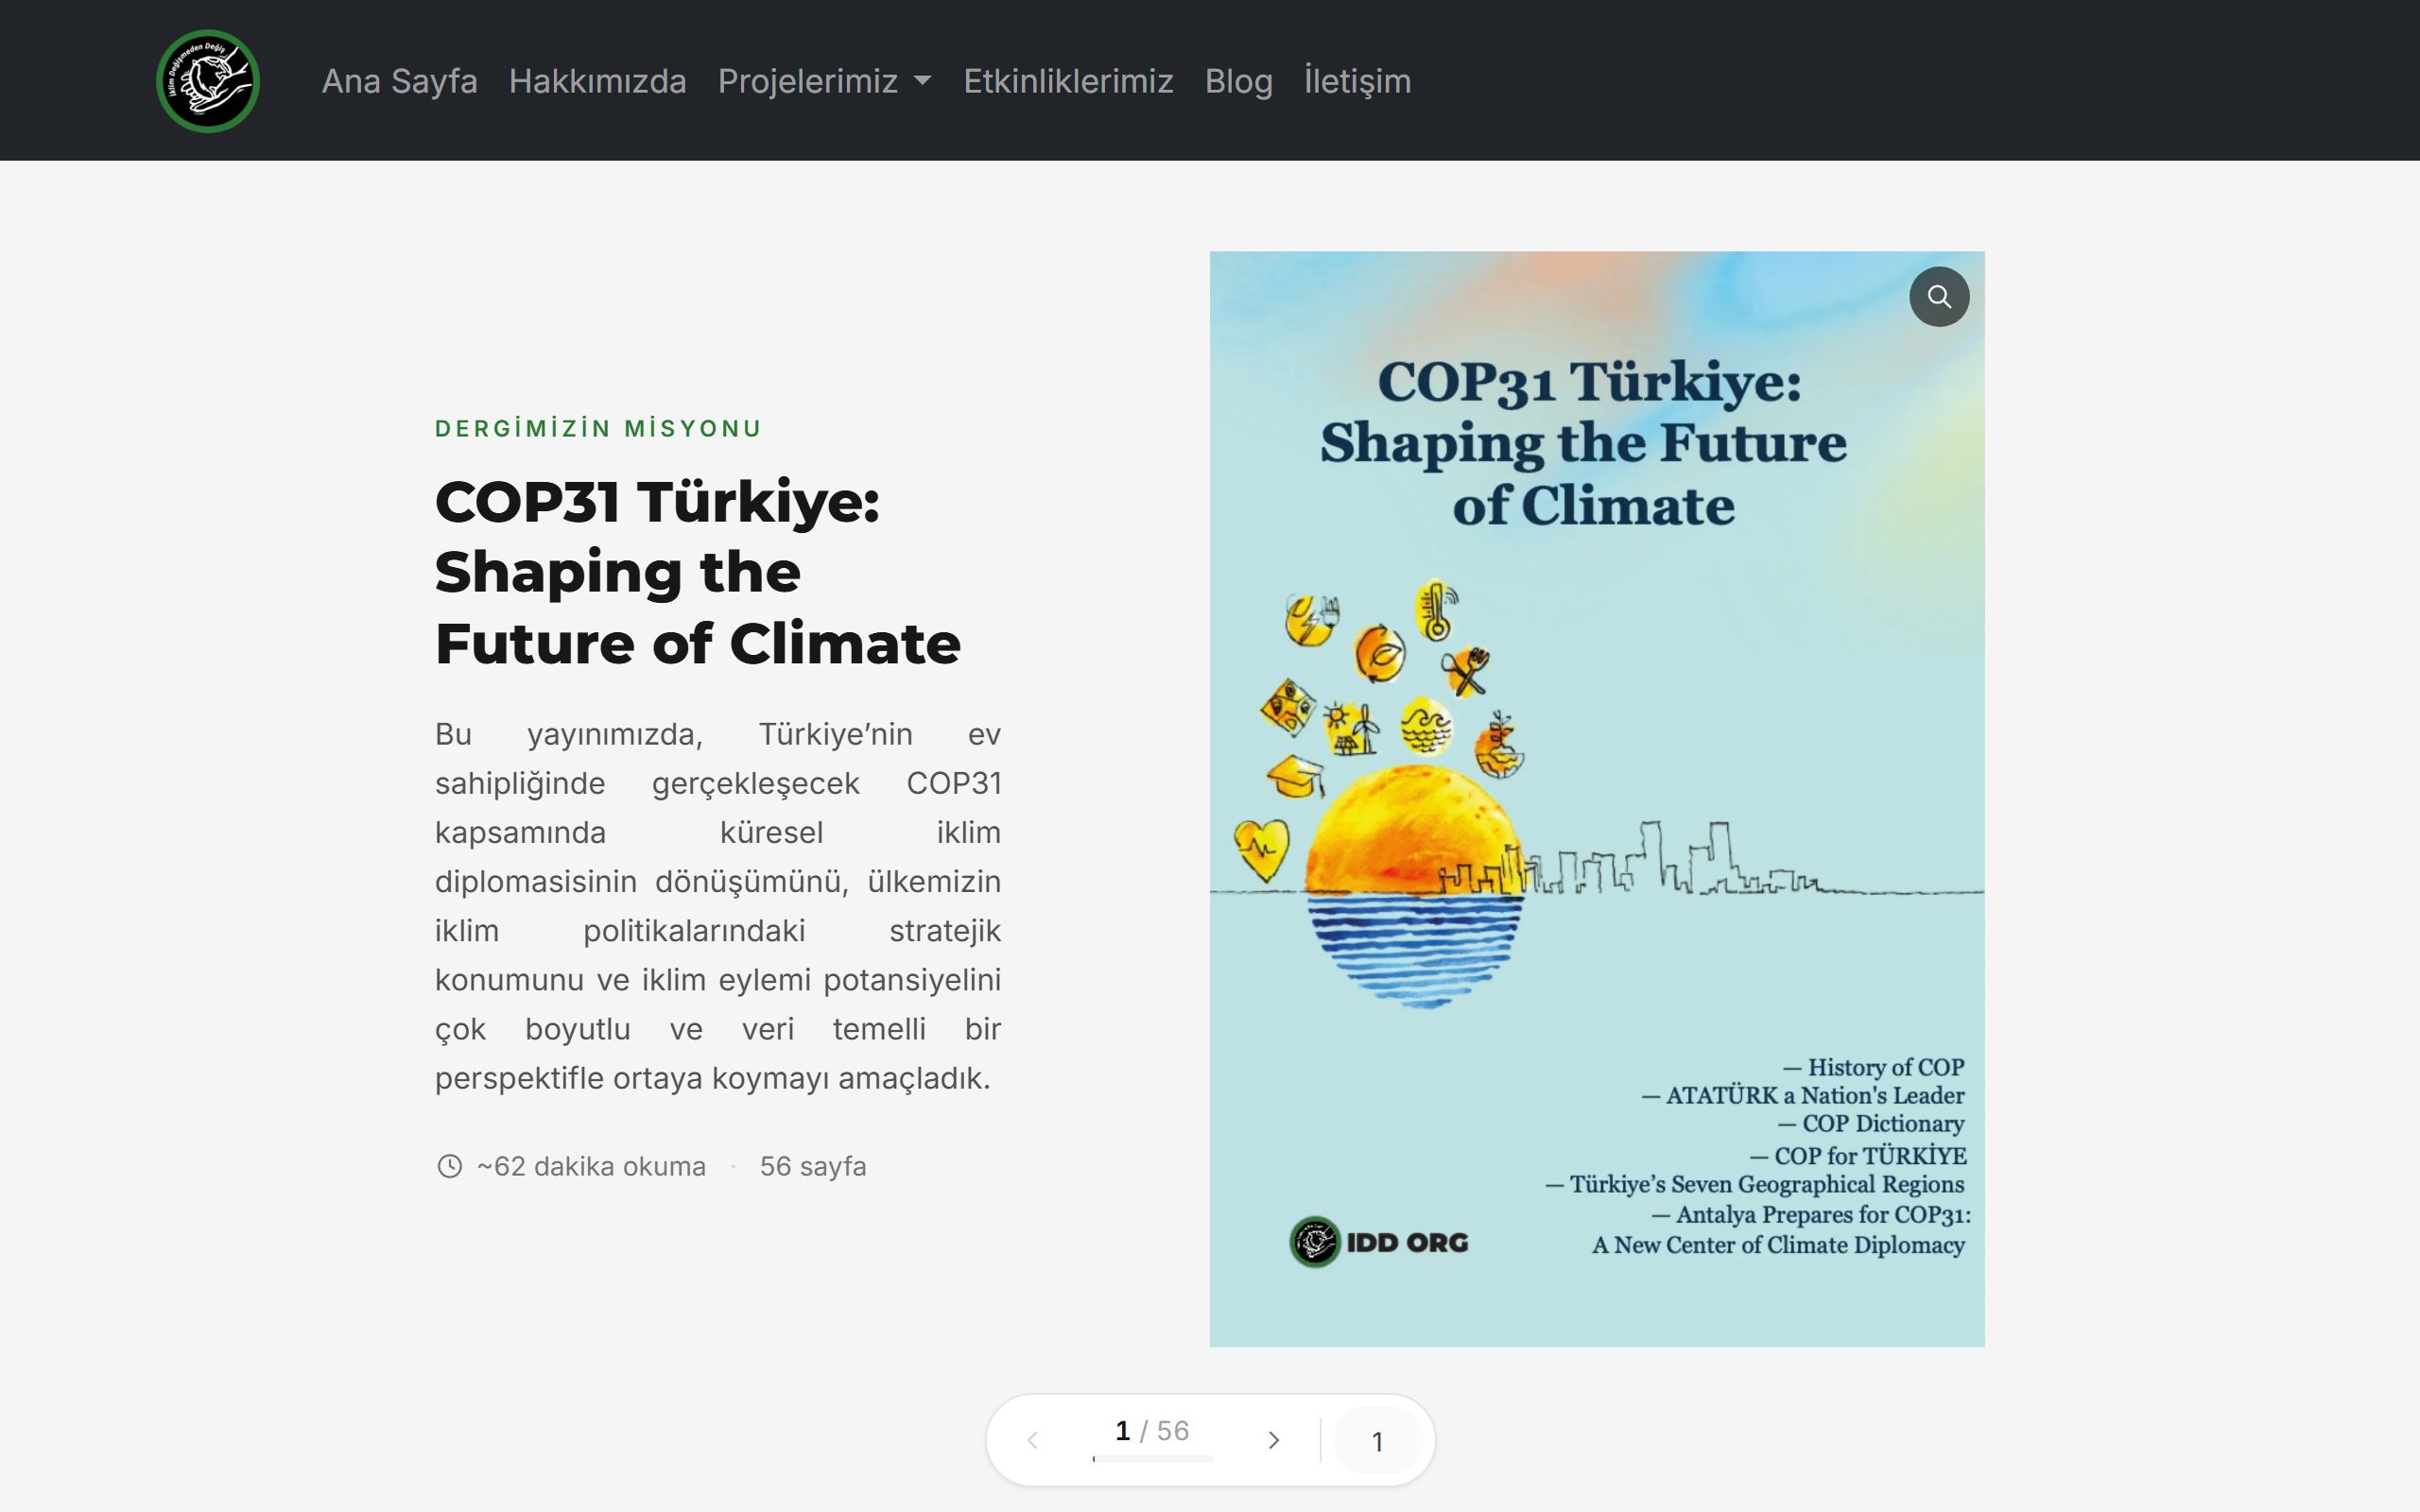 İklim Değişmeden Değiş
Ana Sayfa Hakkımızda Projelerimiz Etkinliklerimiz Blog İletişim
DERGİMİZİN MİSYONU
COP31 Türkiye:
Shaping the
Future of Climate
Bu yayınımızda, Türkiye’nin ev
sahipliğinde gerçekleşecek COP31
kapsamında küresel iklim
diplomasisinin dönüşümünü, ülkemizin
iklim politikalarındaki stratejik
konumunu ve iklim eylemi potansiyelini
çok boyutlu ve veri temelli bir
perspektifle ortaya koymayı amaçladık.
~62 dakika okuma · 56 sayfa
COP31 Türkiye:
Shaping the Future
of Climate
— History of COP
— ATATÜRK a Nation's Leader
— COP Dictionary
— COP for TÜRKİYE
— Türkiye’s Seven Geographical Regions
— Antalya Prepares for COP31:
A New Center of Climate Diplomacy
IDD ORG
1 / 56
1